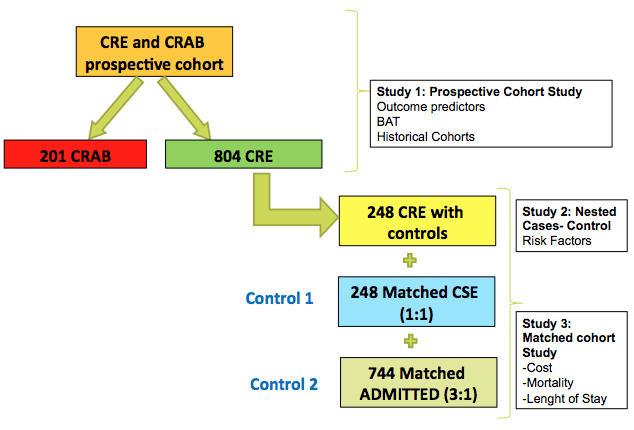 CRE and CRAB
prospective cohort
Study 1: Prospective Cohort Study
Outcome predictors
BAT
Historical Cohorts
201 CRAB
804 CRE
248 CRE with
controls
Study 2: Nested
Cases- Control
Risk Factors
Control 1
248 Matched CSE
(1:1)
Study 3:
Matched cohort
Study
-Cost
-Mortality
-Lenght of Stay
Control 2
744 Matched
ADMITTED (3:1)